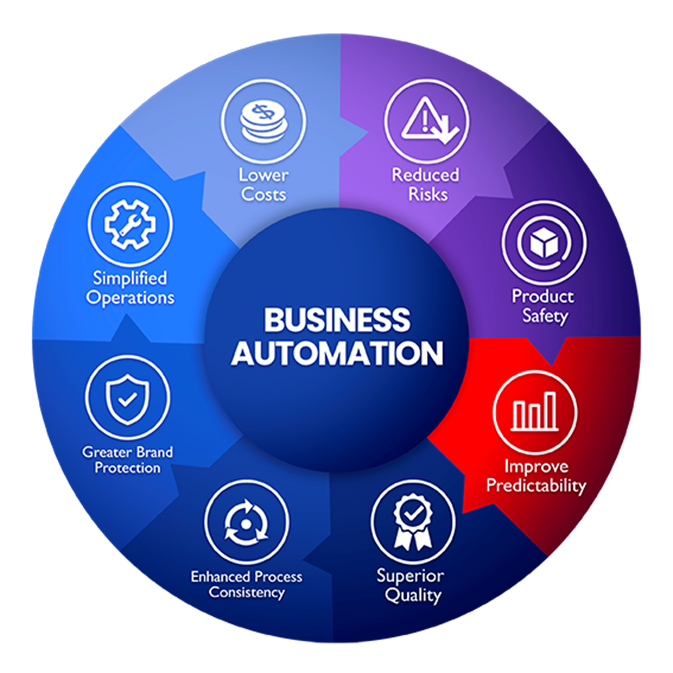 Lower
Costs
Reduced
Risks
Product
Safety
Improve
Predictability
Superior
Quality
Enhanced Process
Consistency
Greater Brand
Protection
Simplified
Operations
BUSINESS
AUTOMATION